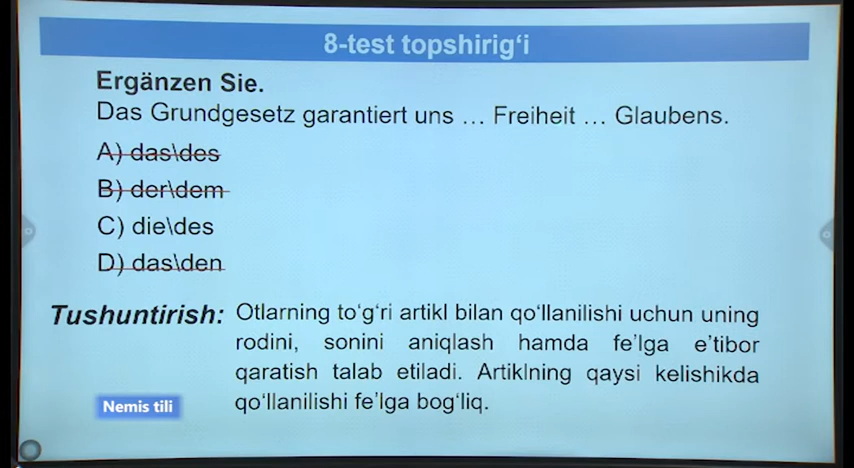 8-test topshirig‘i
Ergänzen Sie.
Das Grundgesetz garantiert uns … Freiheit … Glaubens.
A) das\des
B) der\dem
C) die\des
D) das\den
Tushuntirish: Otlarning to‘g‘ri artikl bilan qo‘llanilishi uchun uning
rodini, sonini aniqlash hamda fe’lga e’tibor
qaratish talab etiladi. Artiklning qaysi kelishikda
qo‘llanilishi fe’lga bog‘liq.
Nemis tili